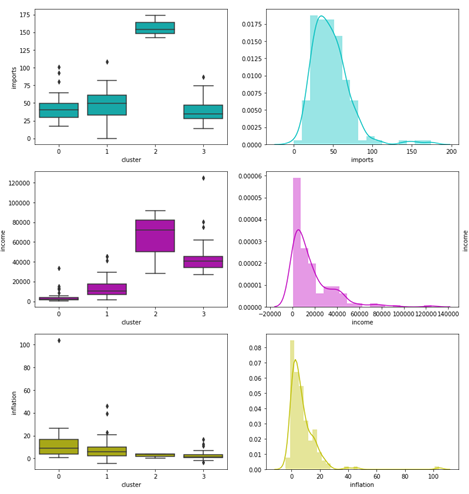 175
150
125
100
75
50
25
0
imports
0 1 2 3
cluster
0.0175
0.0150
0.0125
0.0100
0.0075
0.0050
0.0025
0.0000
0 50 100 150 200
imports
120000
100000
80000
60000
40000
20000
0
income
0 1 2 3
cluster
0.00006
0.00005
0.00004
0.00003
0.00002
0.00001
0.00000
-20000 0 20000 40000 60000 80000 100000 120000 140000
income
income
100
80
60
40
20
0
inflation
0 1 2 3
cluster
0.08
0.07
0.06
0.05
0.04
0.03
0.02
0.01
0.00
0 20 40 60 80 100
inflation